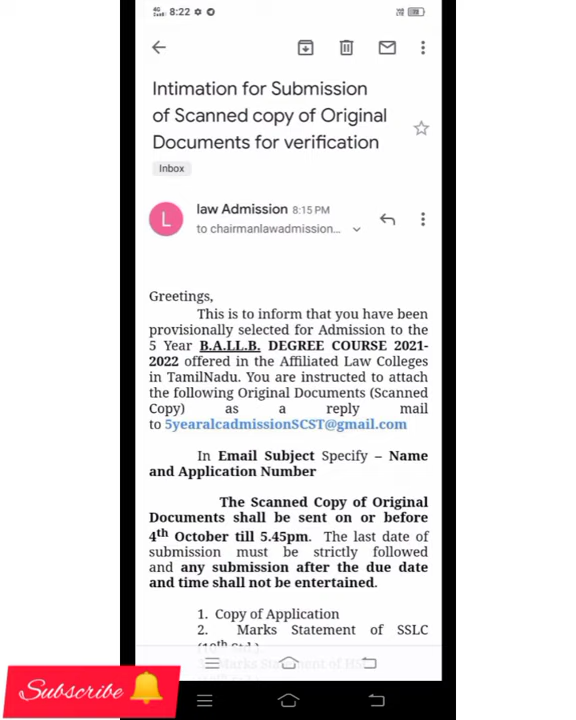 8:22
Intimation for Submission
of Scanned copy of Original
Documents for verification
Inbox
L
law Admission 8:15 PM
to chairmanlawadmission...
Greetings,
This is to inform that you have been
provisionally selected for Admission to the
5 Year B.A.LL.B. DEGREE COURSE 2021-
2022 offered in the Affiliated Law Colleges
in TamilNadu. You are instructed to attach
the following Original Documents (Scanned
Copy) as a reply mail
to 5yearalcadmissionSCST@gmail.com
In Email Subject Specify – Name
and Application Number
The Scanned Copy of Original
Documents shall be sent on or before
4th October till 5.45pm. The last date of
submission must be strictly followed
and any submission after the due date
and time shall not be entertained.
1. Copy of Application
2. Marks Statement of SSLC
(10th Std.)
3. Marks Statement of
Subscribe